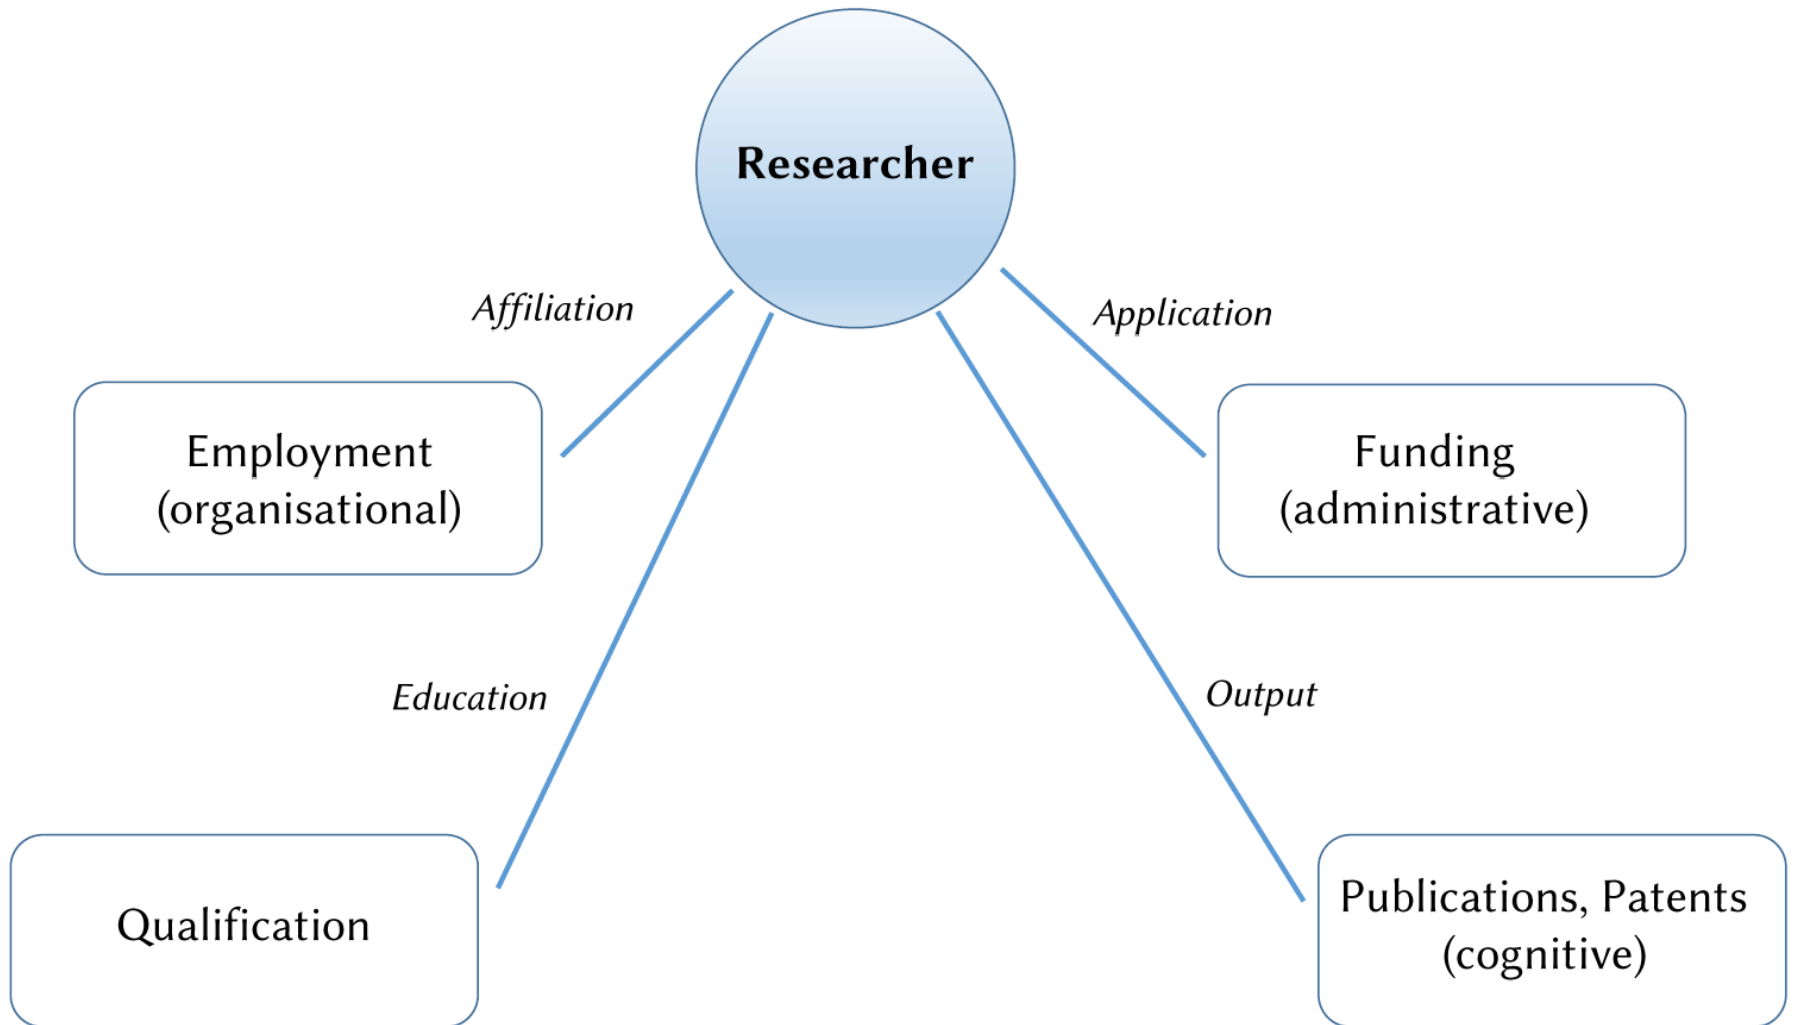 Researcher
Affiliation
Application
Employment
(organisational)
Funding
(administrative)
Education
Output
Qualification
Publications, Patents
(cognitive)